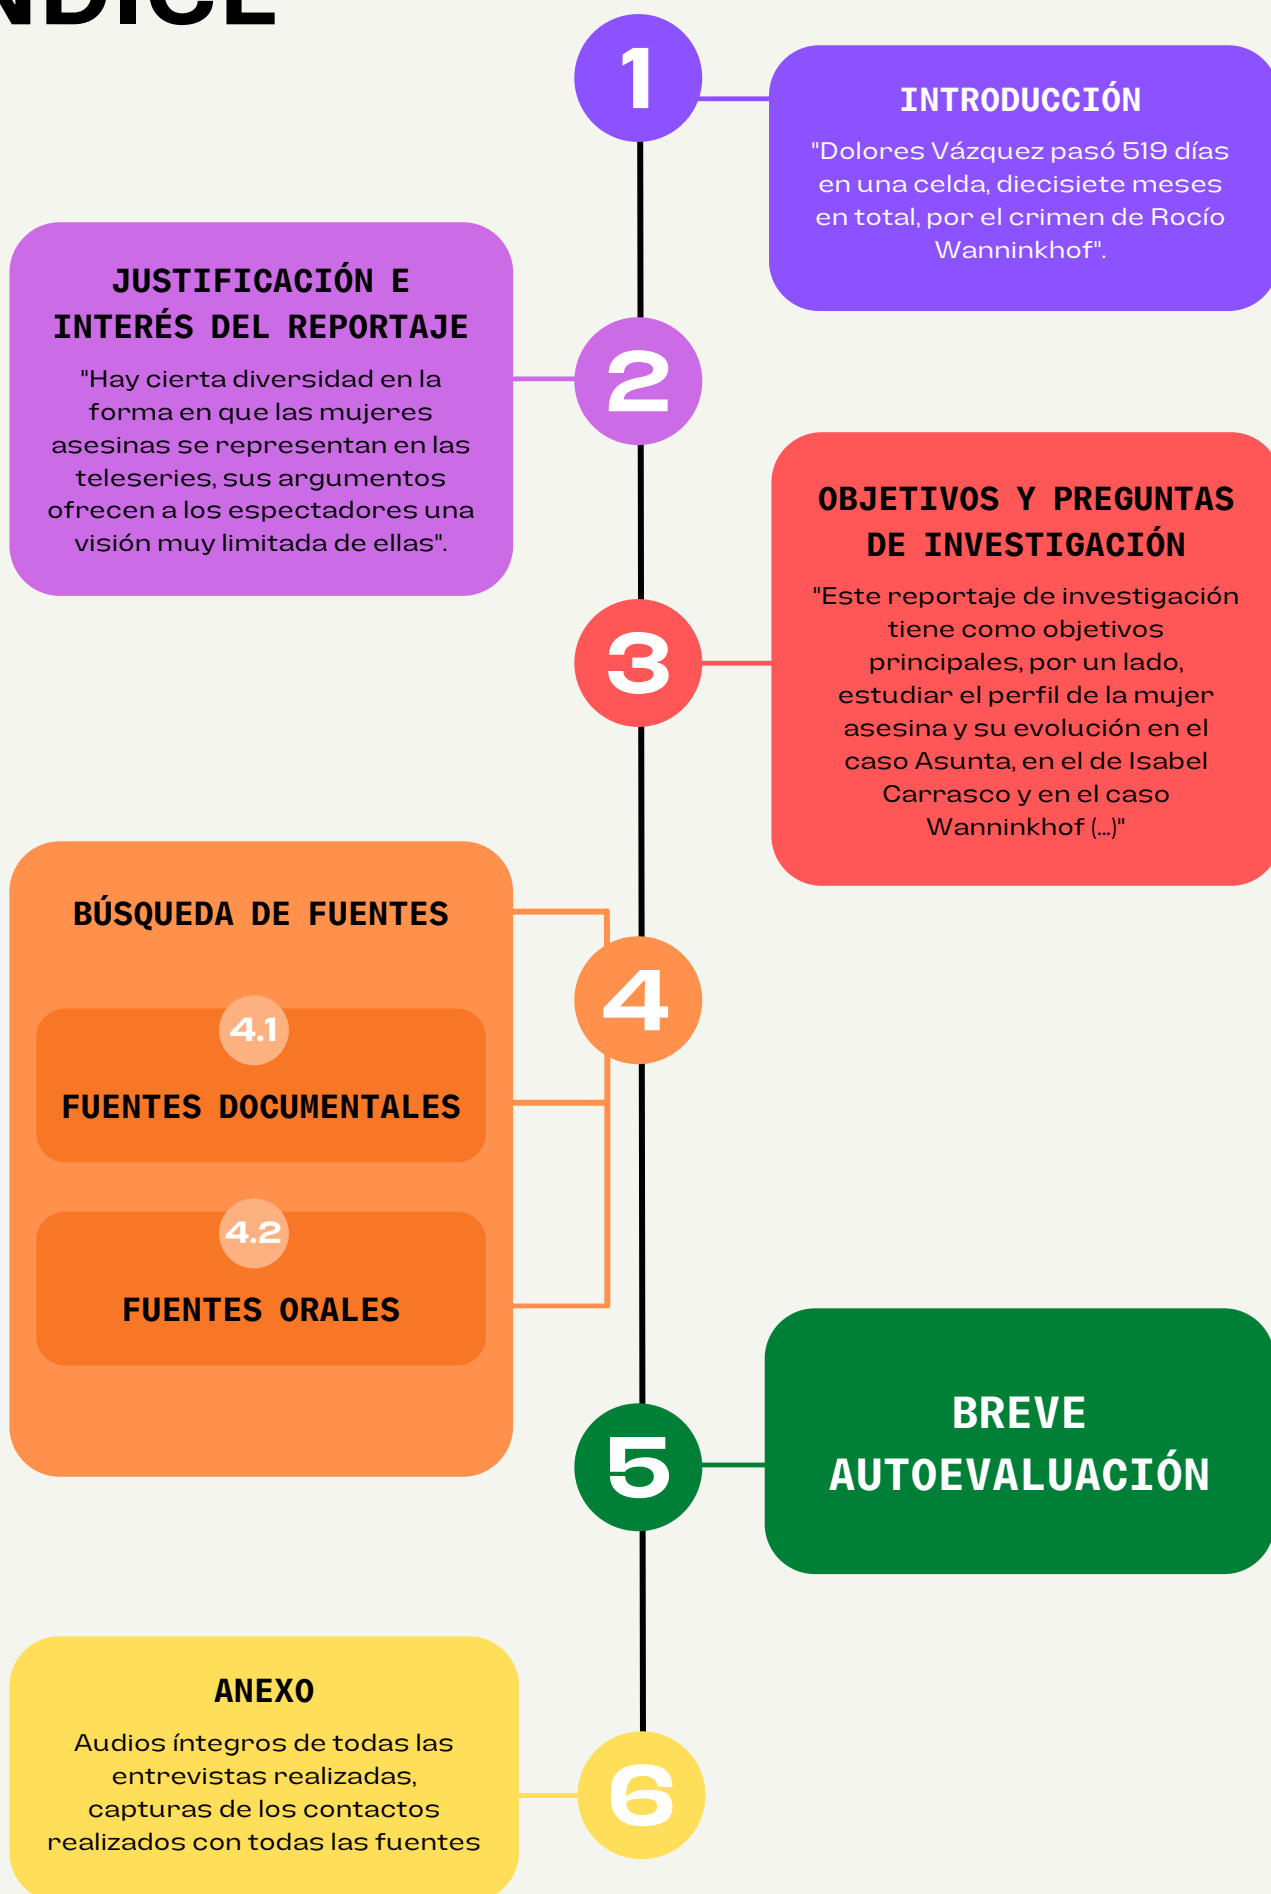 NDICE
1
INTRODUCCIÓN
"Dolores Vázquez pasó 519 días
en una celda, diecisiete meses
en total, por el crimen de Rocío
Wanninkhof".
JUSTIFICACIÓN E
INTERÉS DEL REPORTAJE
"Hay cierta diversidad en la
forma en que las mujeres
asesinas se representan en las
teleseries, sus argumentos
ofrecen a los espectadores una
visión muy limitada de ellas".
2
3
OBJETIVOS Y PREGUNTAS
DE INVESTIGACIÓN
"Este reportaje de investigación
tiene como objetivos
principales, por un lado,
estudiar el perfil de la mujer
asesina y su evolución en el
caso Asunta, en el de Isabel
Carrasco y en el caso
Wanninkhof (...)"
BÚSQUEDA DE FUENTES
4
4.1
FUENTES DOCUMENTALES
4.2
FUENTES ORALES
5
BREVE
AUTOEVALUACIÓN
ANEXO
Audios íntegros de todas las
entrevistas realizadas,
capturas de los contactos
realizados con todas las fuentes
6